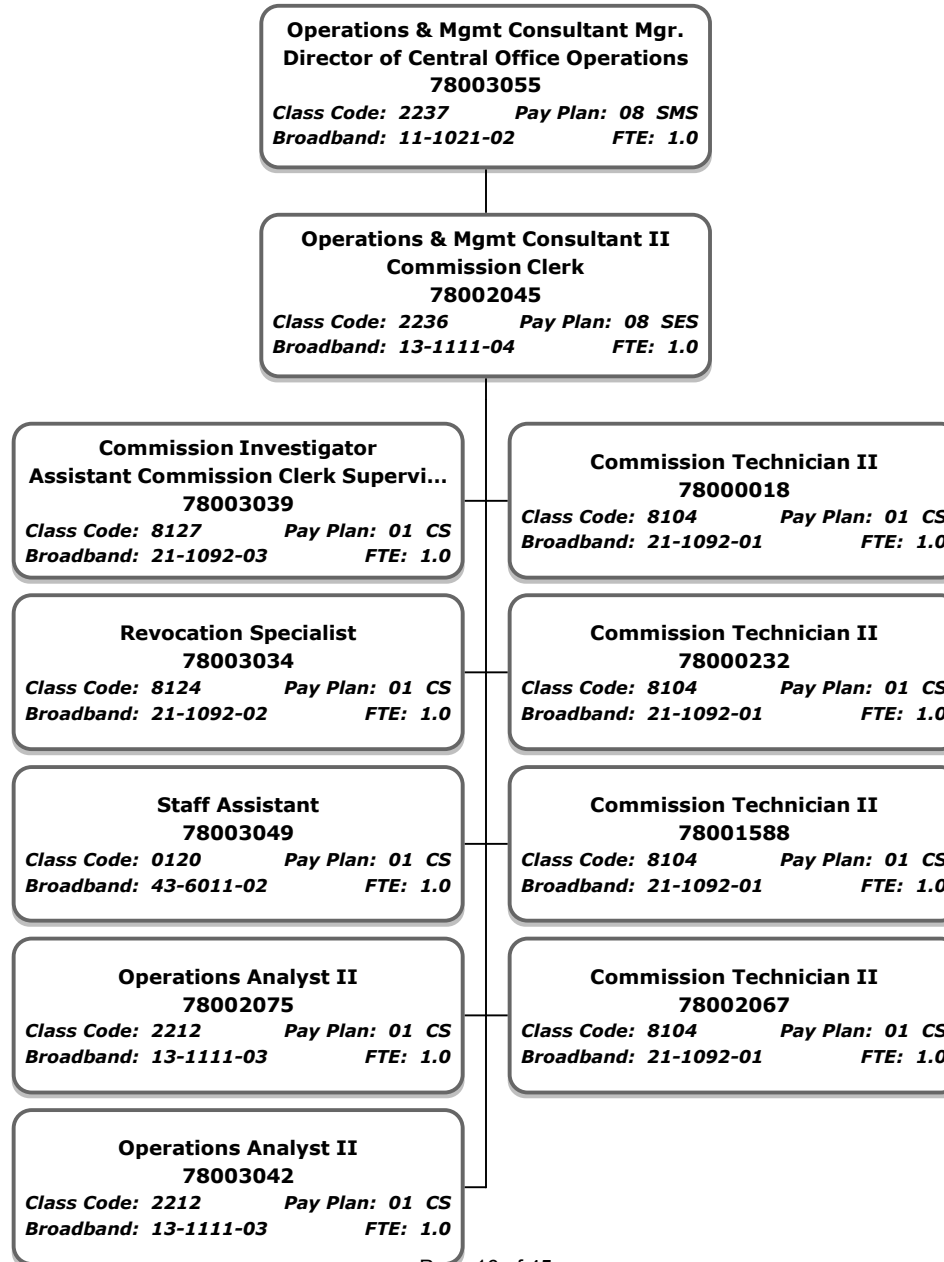 Operations & Mgmt Consultant Mgr.
Director of Central Office Operations
78003055
Class Code: 2237 Pay Plan: 08 SMS
Broadband: 11-1021-02 FTE: 1.0
Operations & Mgmt Consultant II
Commission Clerk
78002045
Class Code: 2236 Pay Plan: 08 SES
Broadband: 13-1111-04 FTE: 1.0
Commission Investigator
Assistant Commission Clerk Supervi...
78003039
Class Code: 8127 Pay Plan: 01 CS
Broadband: 21-1092-03 FTE: 1.0
Commission Technician II
78000018
Class Code: 8104 Pay Plan: 01 CS
Broadband: 21-1092-01 FTE: 1.0
Revocation Specialist
78003034
Class Code: 8124 Pay Plan: 01 CS
Broadband: 21-1092-02 FTE: 1.0
Commission Technician II
78000232
Class Code: 8104 Pay Plan: 01 CS
Broadband: 21-1092-01 FTE: 1.0
Staff Assistant
78003049
Class Code: 0120 Pay Plan: 01 CS
Broadband: 43-6011-02 FTE: 1.0
Commission Technician II
78001588
Class Code: 8104 Pay Plan: 01 CS
Broadband: 21-1092-01 FTE: 1.0
Operations Analyst II
78002075
Class Code: 2212 Pay Plan: 01 CS
Broadband: 13-1111-03 FTE: 1.0
Commission Technician II
78002067
Class Code: 8104 Pay Plan: 01 CS
Broadband: 21-1092-01 FTE: 1.0
Operations Analyst II
78003042
Class Code: 2212 Pay Plan: 01 CS
Broadband: 13-1111-03 FTE: 1.0